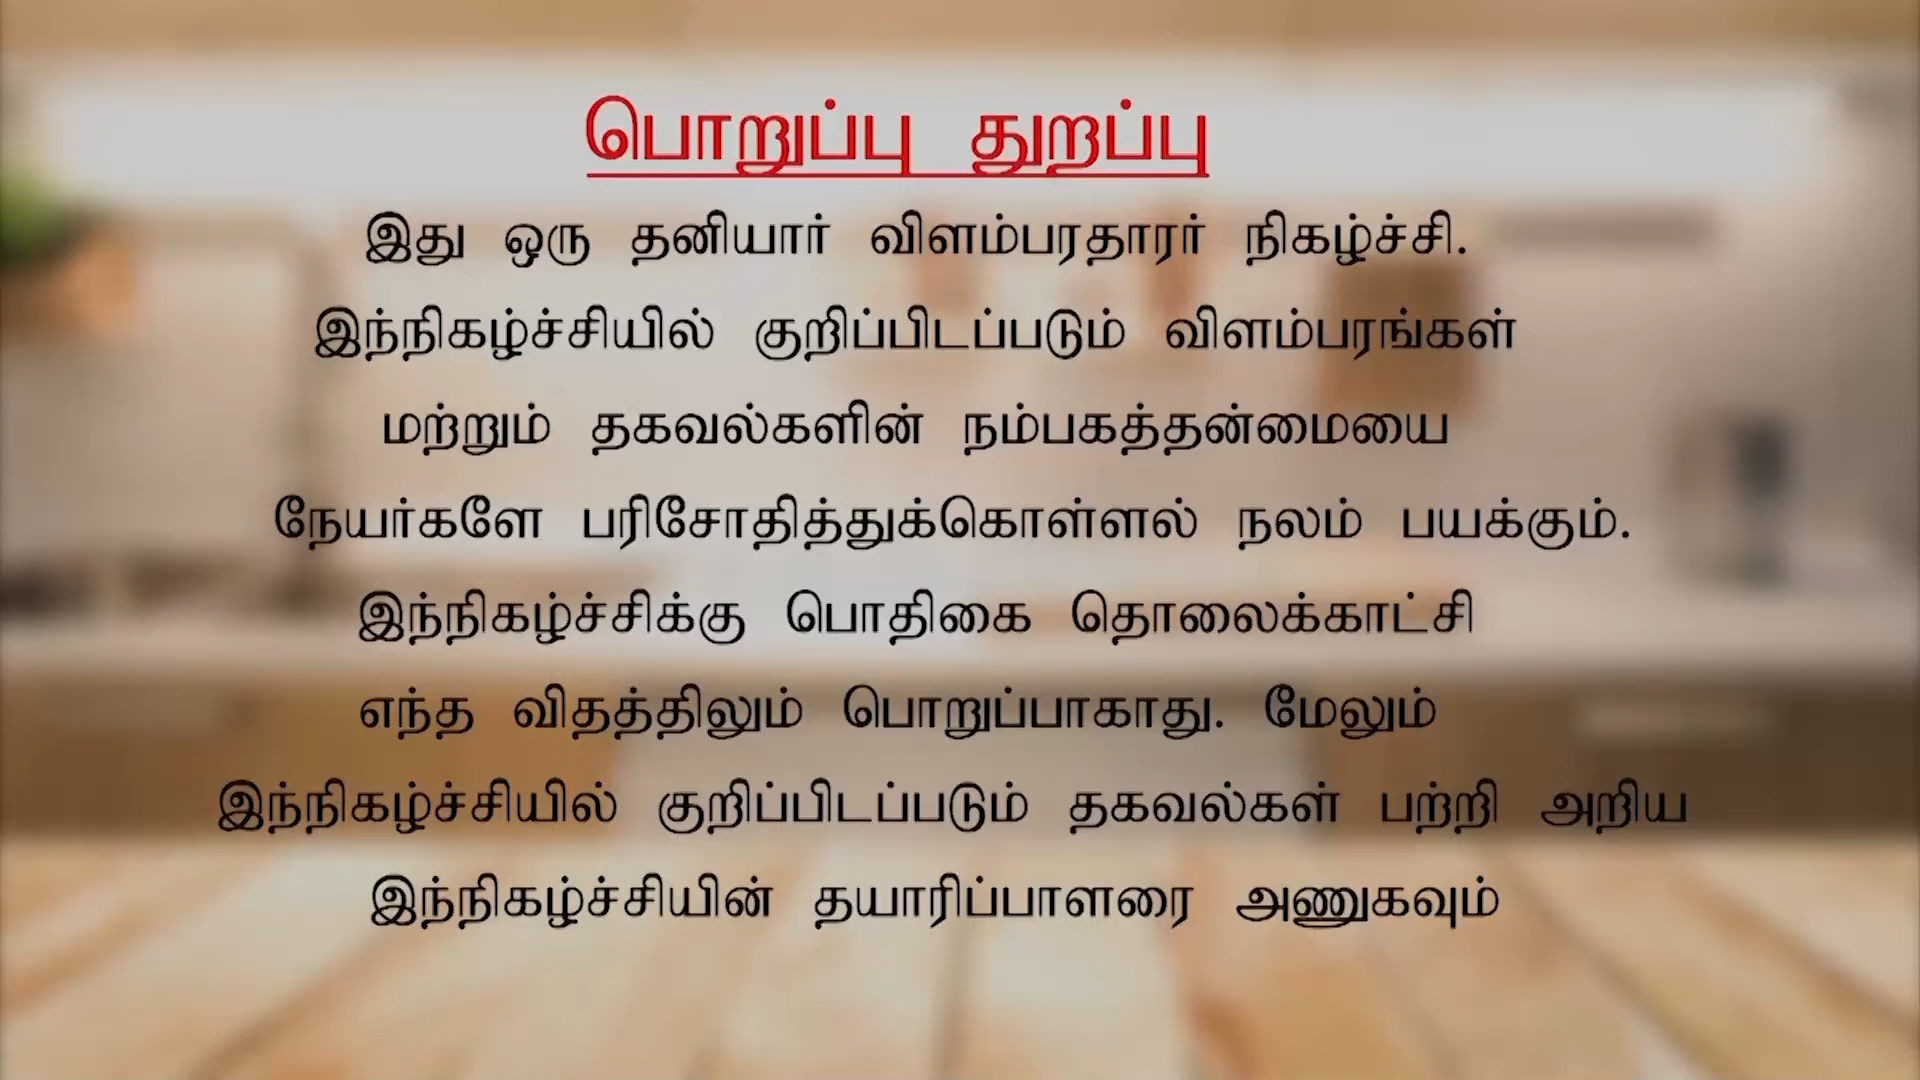 பொறுப்பு துறப்பு
இது ஒரு தனியார் விளம்பரதாரர் நிகழ்ச்சி.
இந்நிகழ்ச்சியில் குறிப்பிடப்படும் விளம்பரங்கள்
மற்றும் தகவல்களின் நம்பகத்தன்மையை
நேயர்களே பரிசோதித்துக்கொள்ளல் நலம் பயக்கும்.
இந்நிகழ்ச்சிக்கு பொதிகை தொலைக்காட்சி
எந்த விதத்திலும் பொறுப்பாகாது. மேலும்
இந்நிகழ்ச்சியில் குறிப்பிடப்படும் தகவல்கள் பற்றி அறிய
இந்நிகழ்ச்சியின் தயாரிப்பாளரை அணுகவும்